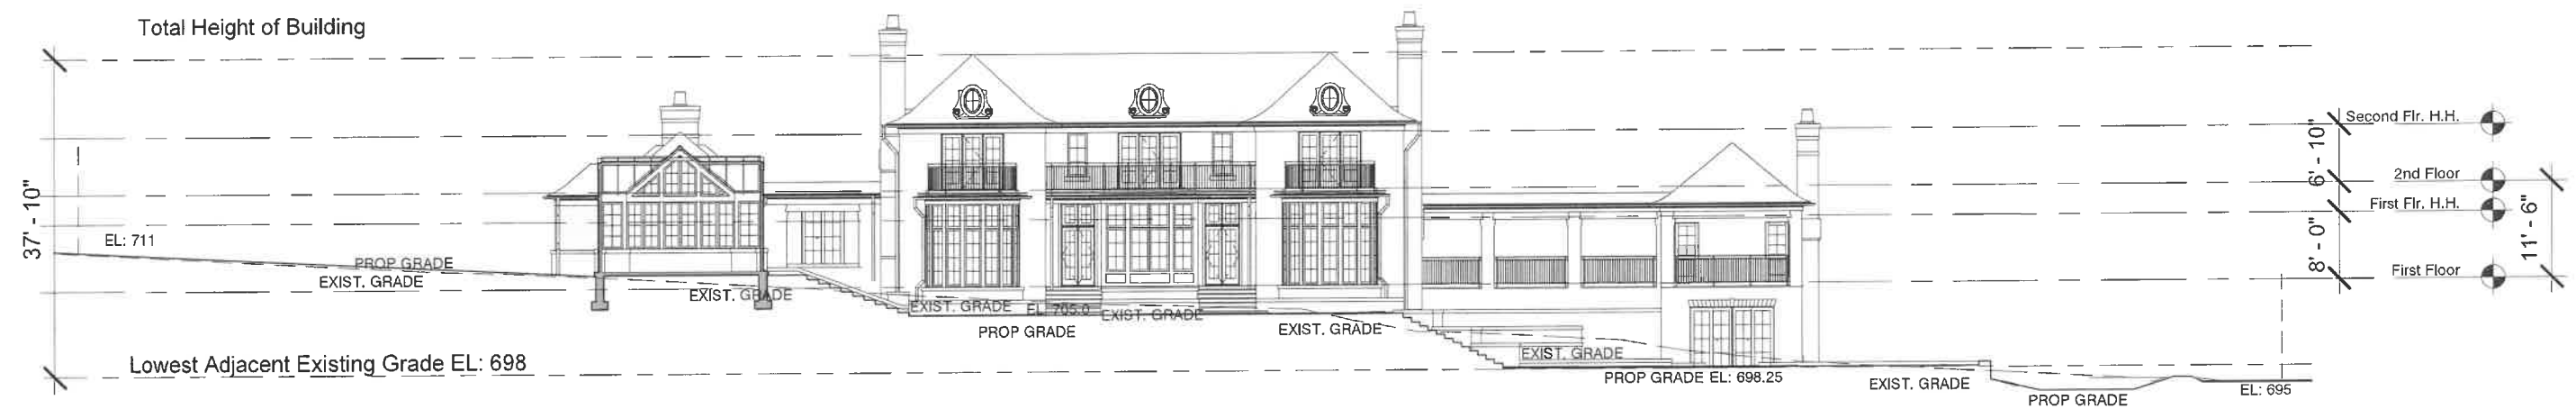 Total Height of Building
37' - 10"
EL: 711
PROP GRADE
EXIST. GRADE
EXIST. GRADE
EXIST. GRADE
EL: 705.0
EXIST. GRADE
PROP GRADE
EXIST. GRADE
EXIST. GRADE
Lowest Adjacent Existing Grade EL: 698
PROP GRADE EL: 698.25
EXIST. GRADE
PROP GRADE
EL: 695
Second Flr. H.H.
6' - 10"
2nd Floor
First Flr. H.H.
8' - 0"
11' - 6"
First Floor